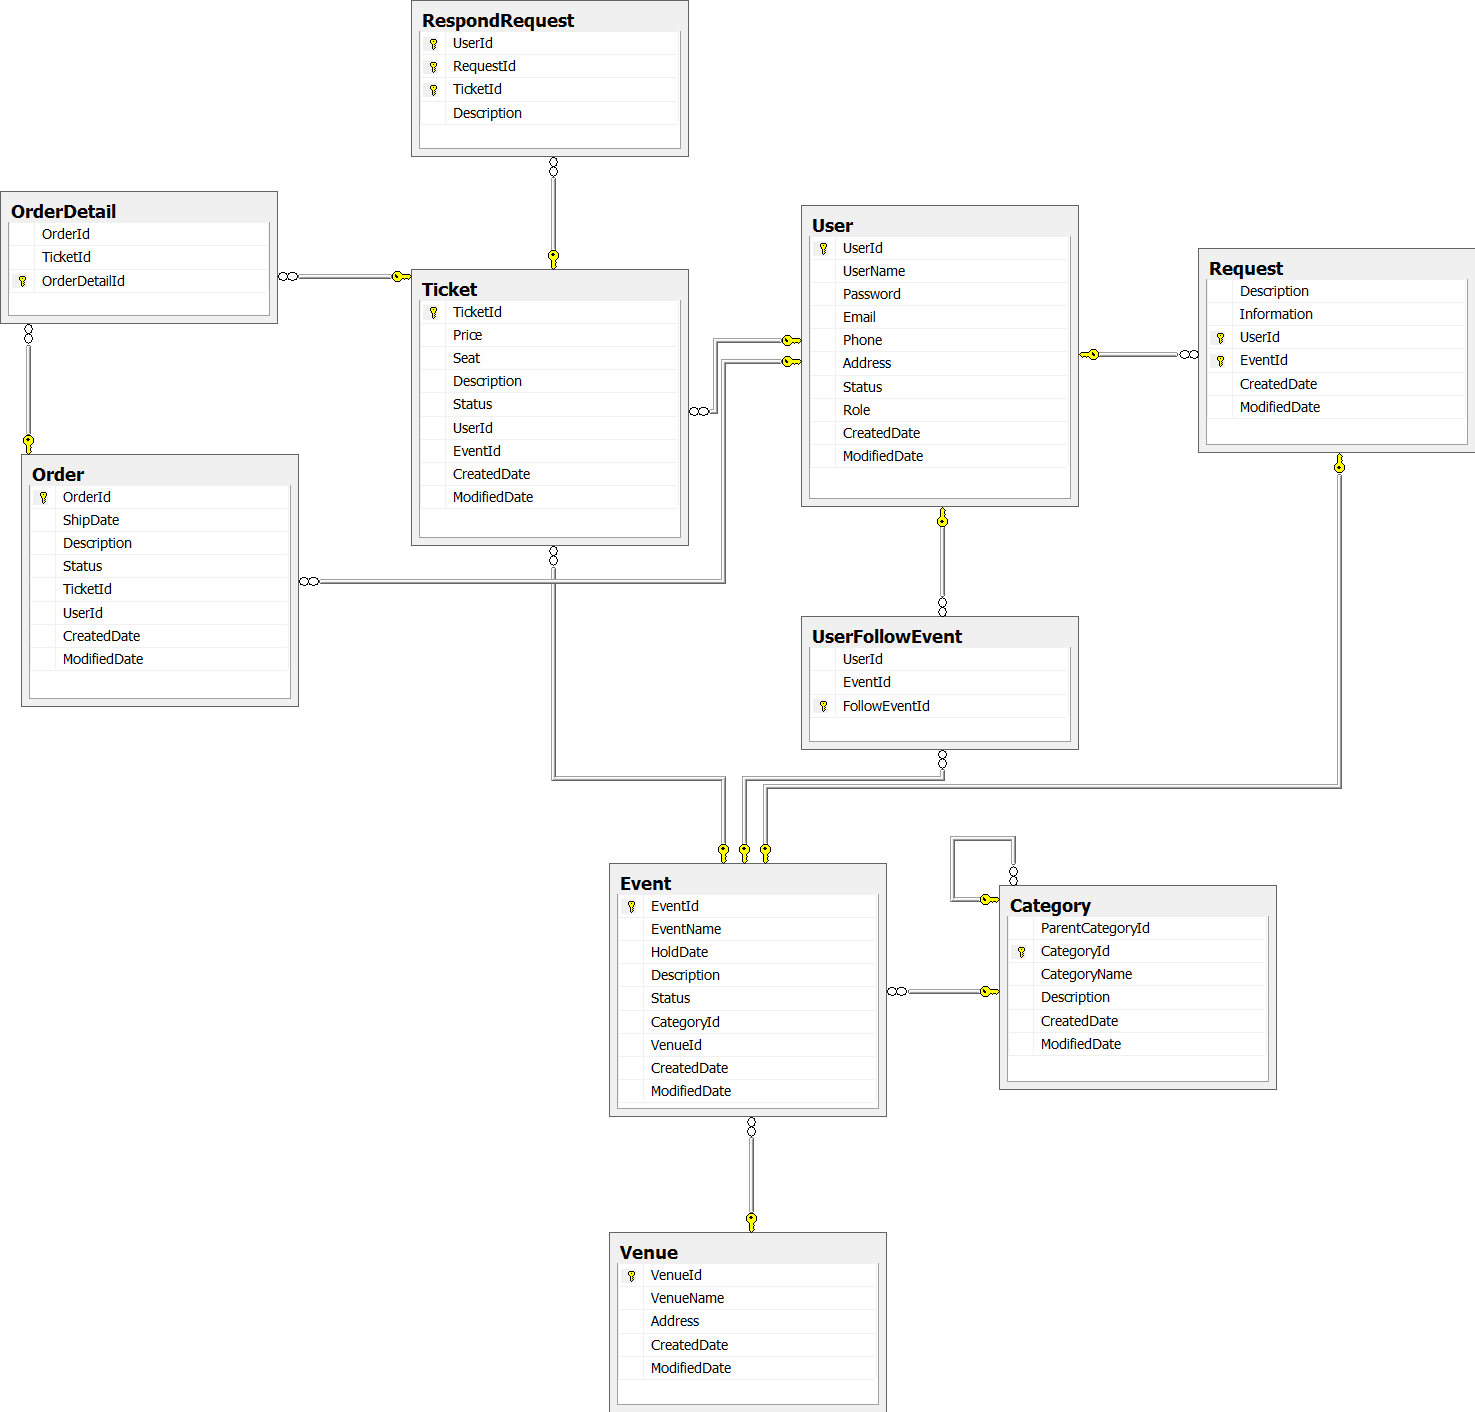 RespondRequest
UserId
RequestId
TicketId
Description
OrderDetail
OrderId
TicketId
OrderDetailId
Ticket
TicketId
Price
Seat
Description
Status
UserId
EventId
CreatedDate
ModifiedDate
User
UserId
UserName
Password
Email
Phone
Address
Status
Role
CreatedDate
ModifiedDate
Request
Description
Information
UserId
EventId
CreatedDate
ModifiedDate
Order
OrderId
ShipDate
Description
Status
TicketId
UserId
CreatedDate
ModifiedDate
UserFollowEvent
UserId
EventId
FollowEventId
Event
EventId
EventName
HoldDate
Description
Status
CategoryId
VenueId
CreatedDate
ModifiedDate
Category
ParentCategoryId
CategoryId
CategoryName
Description
CreatedDate
ModifiedDate
Venue
VenueId
VenueName
Address
CreatedDate
ModifiedDate